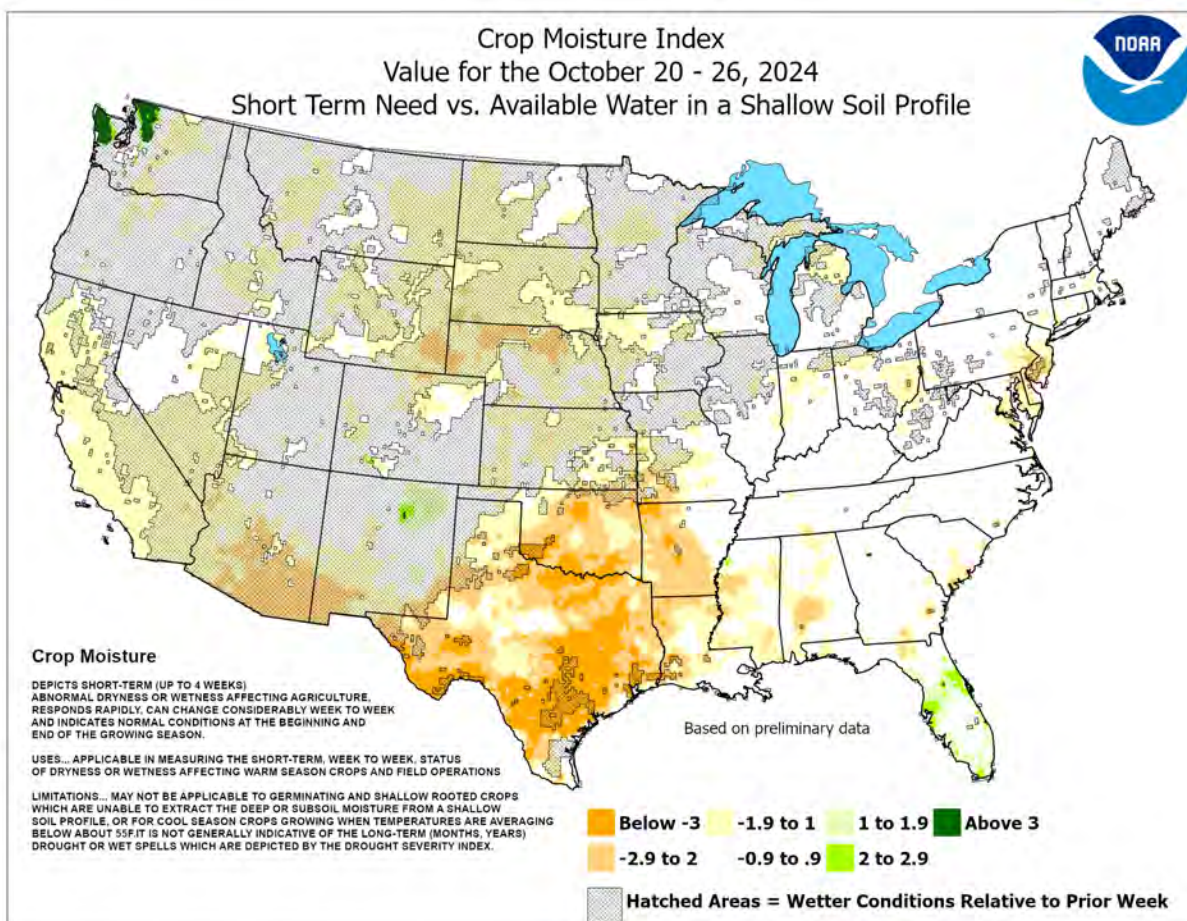 Crop Moisture Index
Value for the October 20 - 26, 2024
Short Term Need vs. Available Water in a Shallow Soil Profile
NOAA
Crop Moisture
DEPICTS SHORT-TERM (UP TO 4 WEEKS)
ABNORMAL DRYNESS OR WETNESS AFFECTING AGRICULTURE,
RESPONDS RAPIDLY, CAN CHANGE CONSIDERABLY WEEK TO WEEK
AND INDICATES NORMAL CONDITIONS AT THE BEGINNING AND
END OF THE GROWING SEASON.
USES... APPLICABLE IN MEASURING THE SHORT-TERM, WEEK TO WEEK, STATUS
OF DRYNESS OR WETNESS AFFECTING WARM SEASON CROPS AND FIELD OPERATIONS
LIMITATIONS... MAY NOT BE APPLICABLE TO GERMINATING AND SHALLOW ROOTED CROPS
WHICH ARE UNABLE TO EXTRACT THE DEEP OR SUBSOIL MOISTURE FROM A SHALLOW
SOIL PROFILE, OR FOR COOL SEASON CROPS GROWING WHEN TEMPERATURES ARE AVERAGING
BELOW ABOUT 55F.IT IS NOT GENERALLY INDICATIVE OF THE LONG-TERM (MONTHS, YEARS)
DROUGHT OR WET SPELLS WHICH ARE DEPICTED BY THE DROUGHT SEVERITY INDEX.
Based on preliminary data
Below -3 -1.9 to 1 1 to 1.9 Above 3
-2.9 to 2 -0.9 to .9 2 to 2.9
Hatched Areas = Wetter Conditions Relative to Prior Week